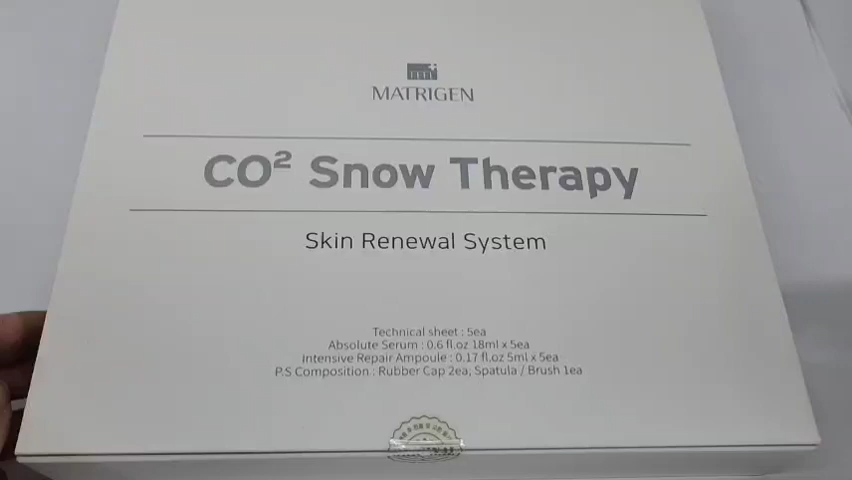 MATRIGEN
CO² Snow Therapy
Skin Renewal System
Technical sheet : 5ea
Absolute Serum : 0.6 fl.oz 18ml x 5ea
Intensive Repair Ampoule : 0.17 fl.oz 5ml x 5ea
P.S Composition : Rubber Cap 2ea, Spatula / Brush 1ea